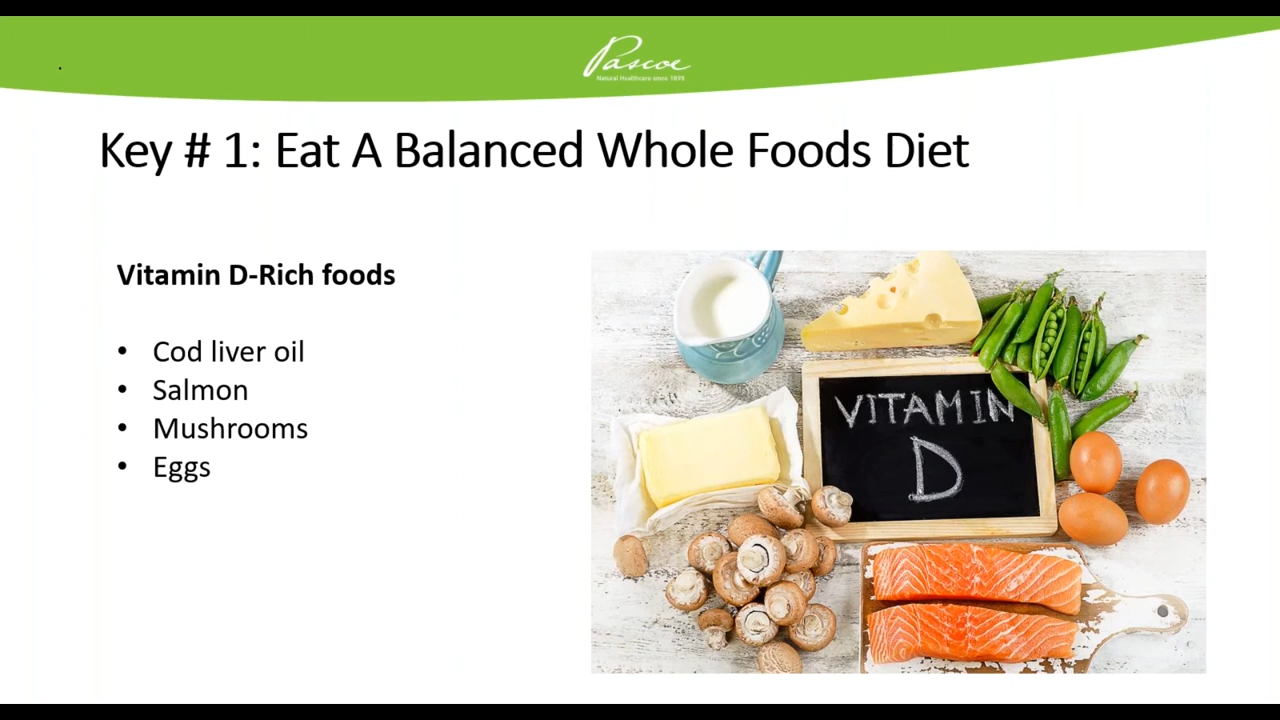 Pascoe
Natural Healthcare since 1895
Key # 1: Eat A Balanced Whole Foods Diet
Vitamin D-Rich foods
• Cod liver oil
• Salmon
• Mushrooms
• Eggs
VITAMIN
D